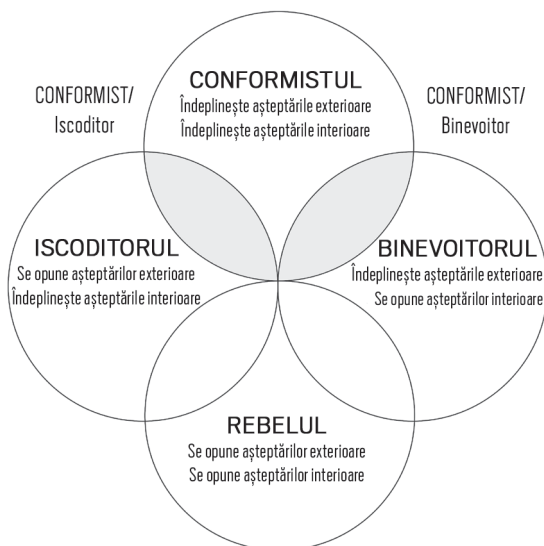 CONFORMISTUL
Îndeplinește așteptările exterioare
Îndeplinește așteptările interioare
CONFORMIST/
Iscoditor
CONFORMIST/
Binevoitor
ISCODITORUL
Se opune așteptărilor exterioare
Îndeplinește așteptările interioare
BINEVOITORUL
Îndeplinește așteptările exterioare
Se opune așteptărilor interioare
REBELUL
Se opune așteptărilor exterioare
Se opune așteptărilor interioare